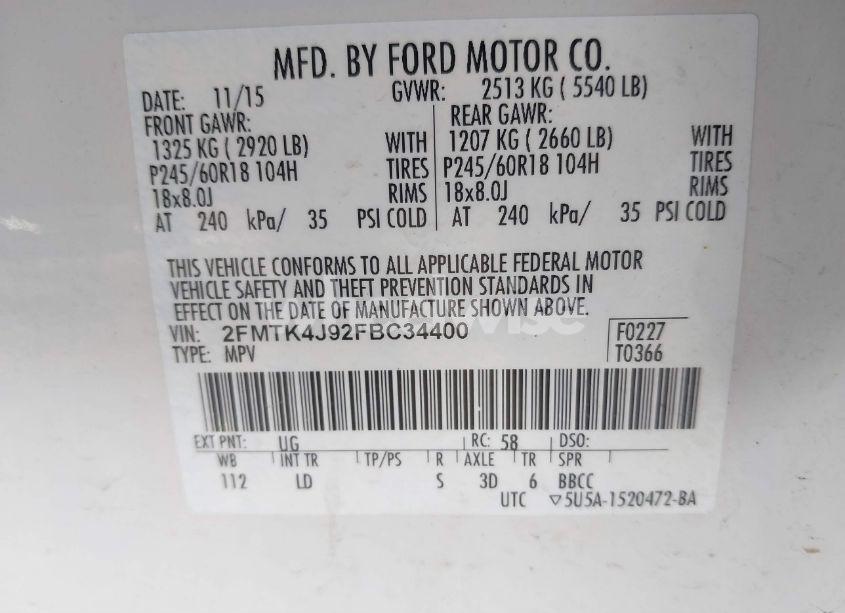 MFD. BY FORD MOTOR CO.
DATE: 11/15 GVWR: 2513 KG ( 5540 LB)
FRONT GAWR: REAR GAWR:
1325 KG ( 2920 LB) WITH 1207 KG ( 2660 LB) WITH
P245/60R18 104H TIRES P245/60R18 104H TIRES
18x8.0J RIMS 18x8.0J RIMS
AT 240 kPa/ 35 PSI COLD AT 240 kPa/ 35 PSI COLD
THIS VEHICLE CONFORMS TO ALL APPLICABLE FEDERAL MOTOR
VEHICLE SAFETY AND THEFT PREVENTION STANDARDS IN
EFFECT ON THE DATE OF MANUFACTURE SHOWN ABOVE.
VIN: 2FMTK4J92FBC34400 F0227
TYPE: MPV T0366
EXT PNT: UG RC: 58 DSO:
WB INT TR TP/PS R AXLE TR SPR
112 LD S 3D 6 BBCC
UTC ▽5U5A-1520472-BA